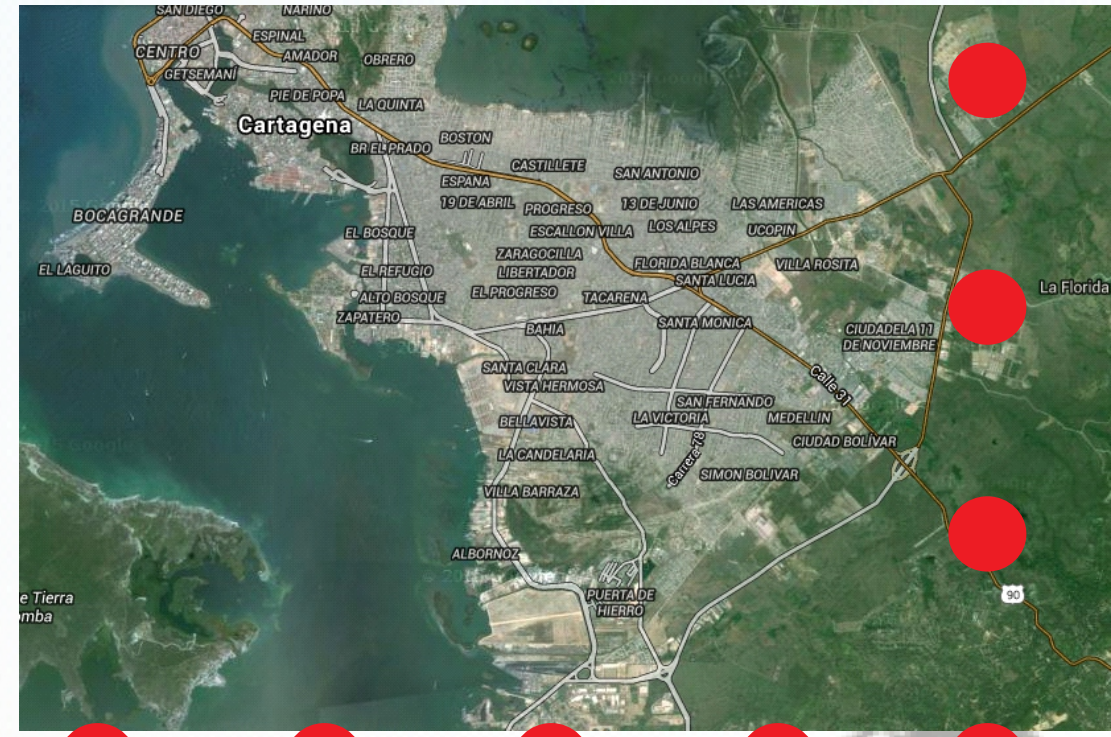 SAN DIEGO
NARIÑO
ESPINAL
CENTRO
AMADOR
OBRERO
GETSEMANÍ
PIE DE POPA
LA QUINTA
Cartagena
BOSTON
BR EL PRADO
CASTILLETE
SAN ANTONIO
ESPANA
19 DE ABRIL
PROGRESO
13 DE JUNIO
LAS AMERICAS
BOCAGRANDE
EL BOSQUE
ESCALLON VILLA
LOS ALPES
UCOPIN
ZARAGOCILLA
EL LAGUITO
EL REFUGIO
LIBERTADOR
FLORIDA BLANCA
VILLA ROSITA
SANTA LUCIA
La Florida
ALTO BOSQUE
EL PROGRESO
TACARENA
ZAPATERO
BAHIA
SANTA MONICA
CIUDADELA 11
DE NOVIEMBRE
SANTA CLARA
VISTA HERMOSA
Calle 31
SAN FERNANDO
BELLAVISTA
LA VICTORIA
MEDELLIN
CIUDAD BOLÍVAR
LA CANDELARIA
Carrera 78
SIMON BOLIVAR
VILLA BARRAZA
ALBORNOZ
PUERTA DE
HIERRO
90
e Tierra
omba